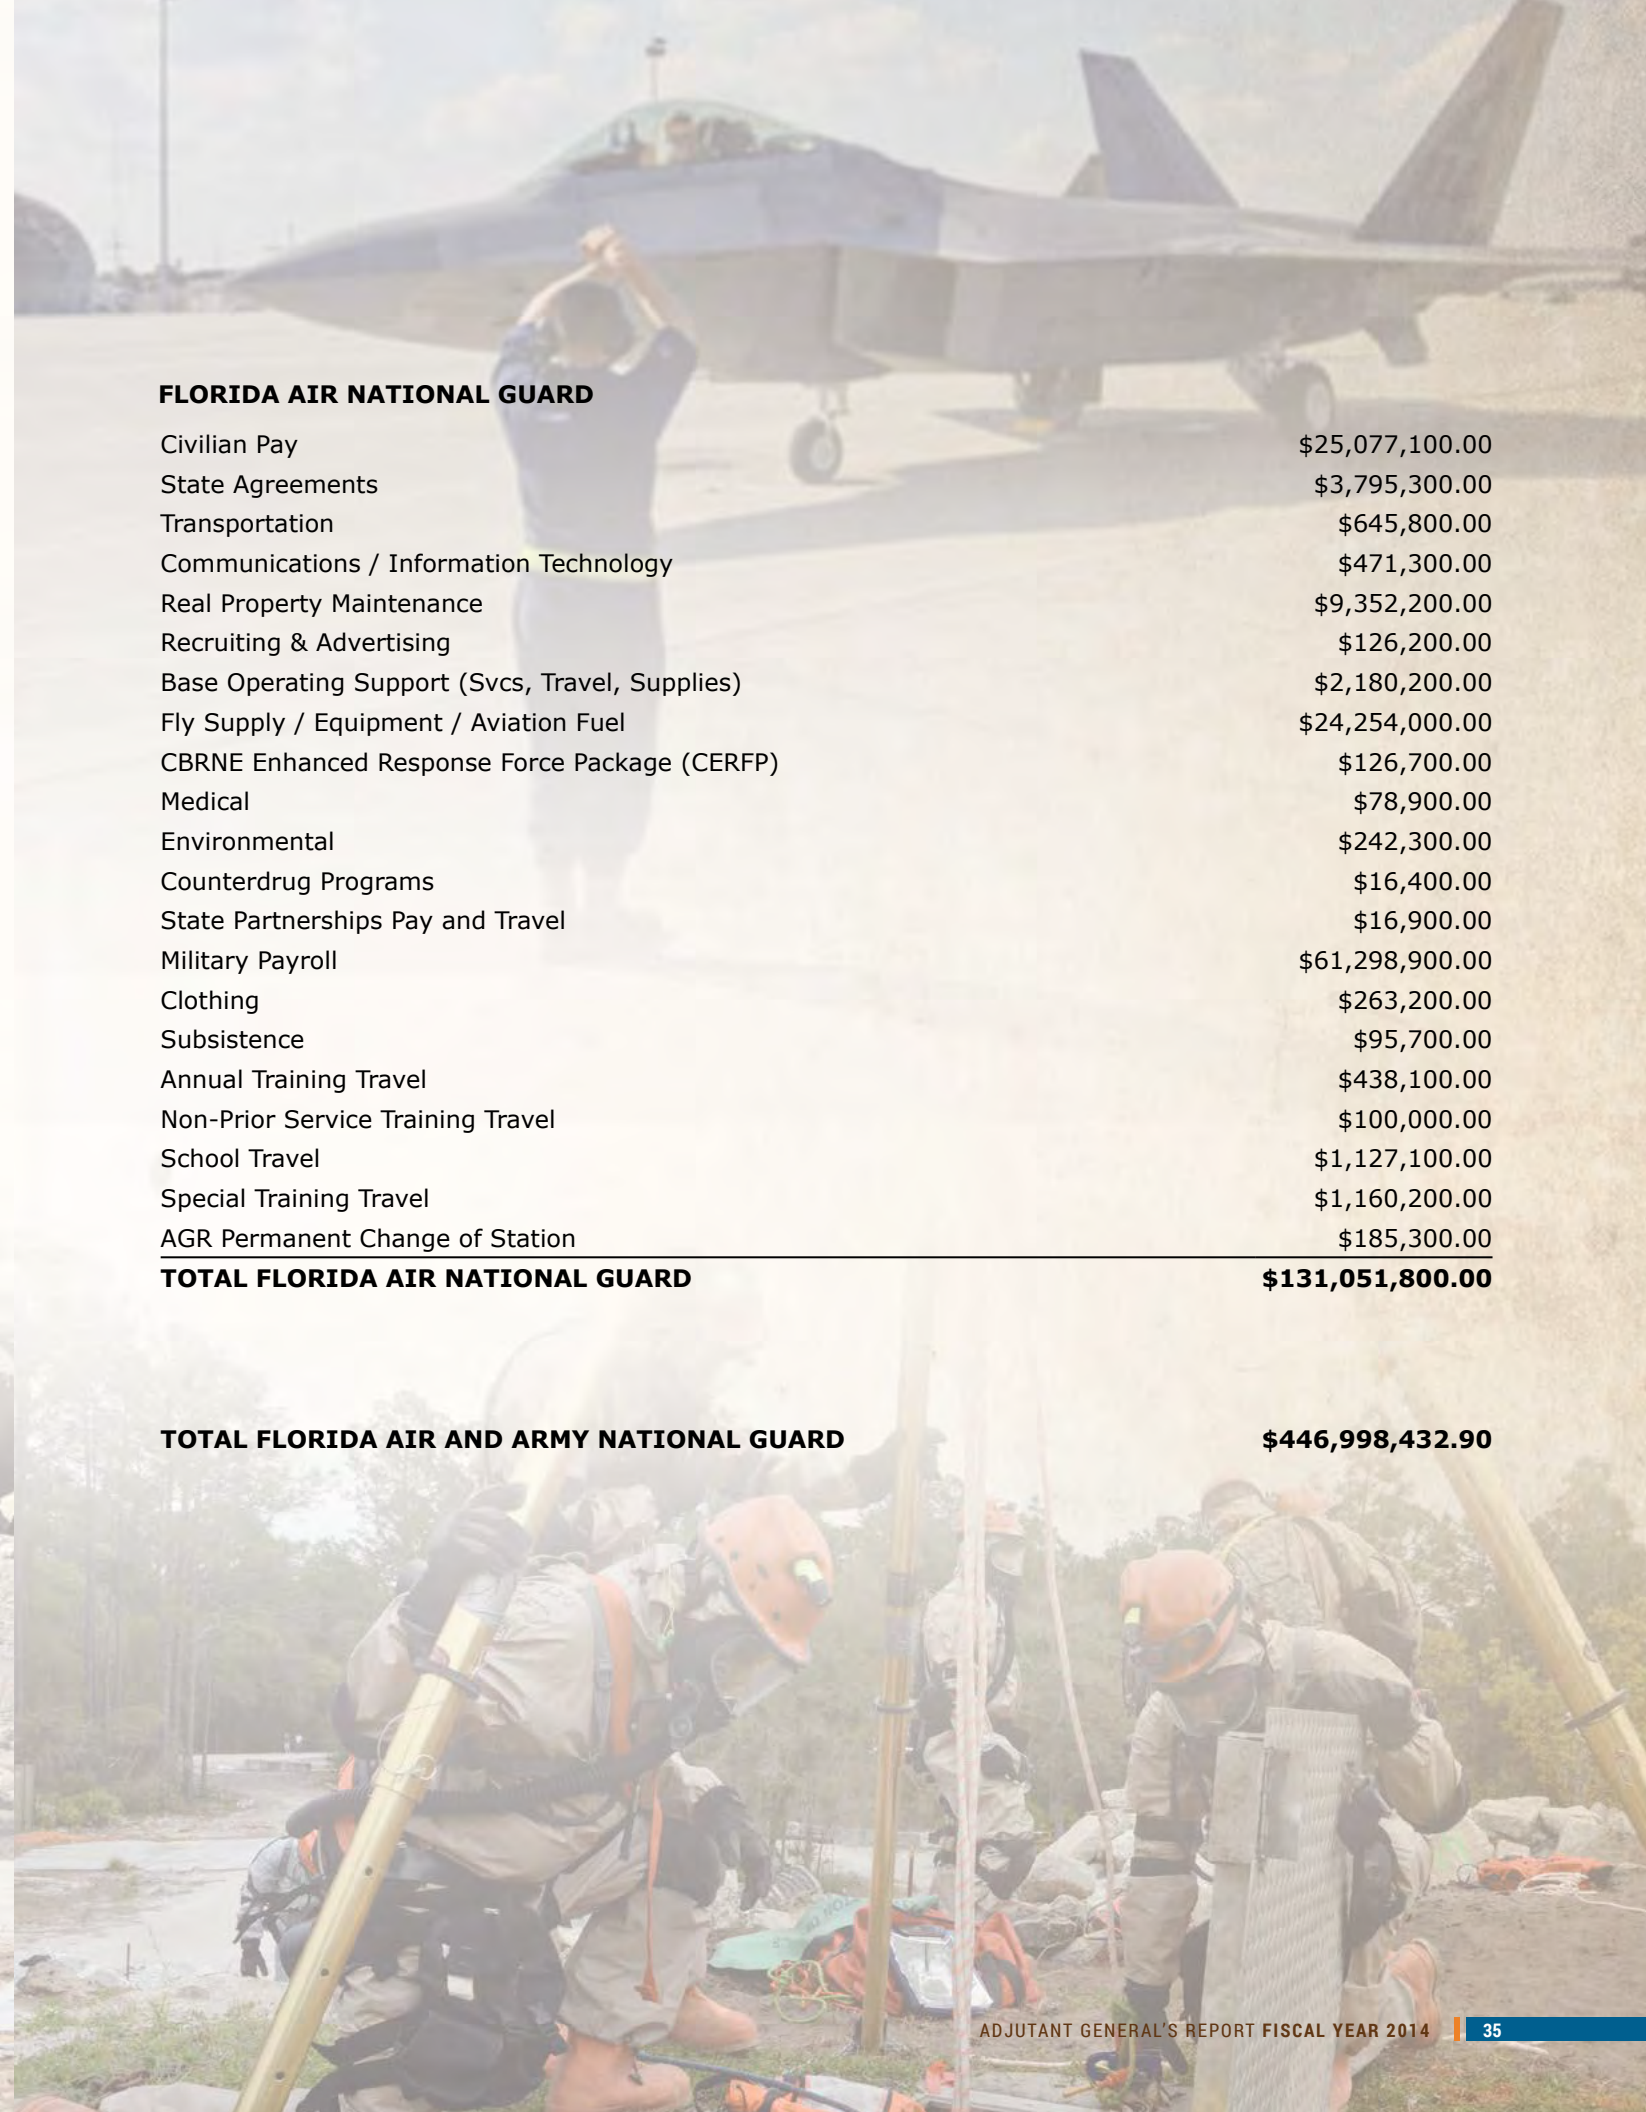 FLORIDA AIR NATIONAL GUARD
Civilian Pay $25,077,100.00
State Agreements $3,795,300.00
Transportation $645,800.00
Communications / Information Technology $471,300.00
Real Property Maintenance $9,352,200.00
Recruiting & Advertising $126,200.00
Base Operating Support (Svcs, Travel, Supplies) $2,180,200.00
Fly Supply / Equipment / Aviation Fuel $24,254,000.00
CBRNE Enhanced Response Force Package (CERFP) $126,700.00
Medical $78,900.00
Environmental $242,300.00
Counterdrug Programs $16,400.00
State Partnerships Pay and Travel $16,900.00
Military Payroll $61,298,900.00
Clothing $263,200.00
Subsistence $95,700.00
Annual Training Travel $438,100.00
Non-Prior Service Training Travel $100,000.00
School Travel $1,127,100.00
Special Training Travel $1,160,200.00
AGR Permanent Change of Station $185,300.00
TOTAL FLORIDA AIR NATIONAL GUARD $131,051,800.00
TOTAL FLORIDA AIR AND ARMY NATIONAL GUARD $446,998,432.90
ADJUTANT GENERAL'S REPORT FISCAL YEAR 2014 35